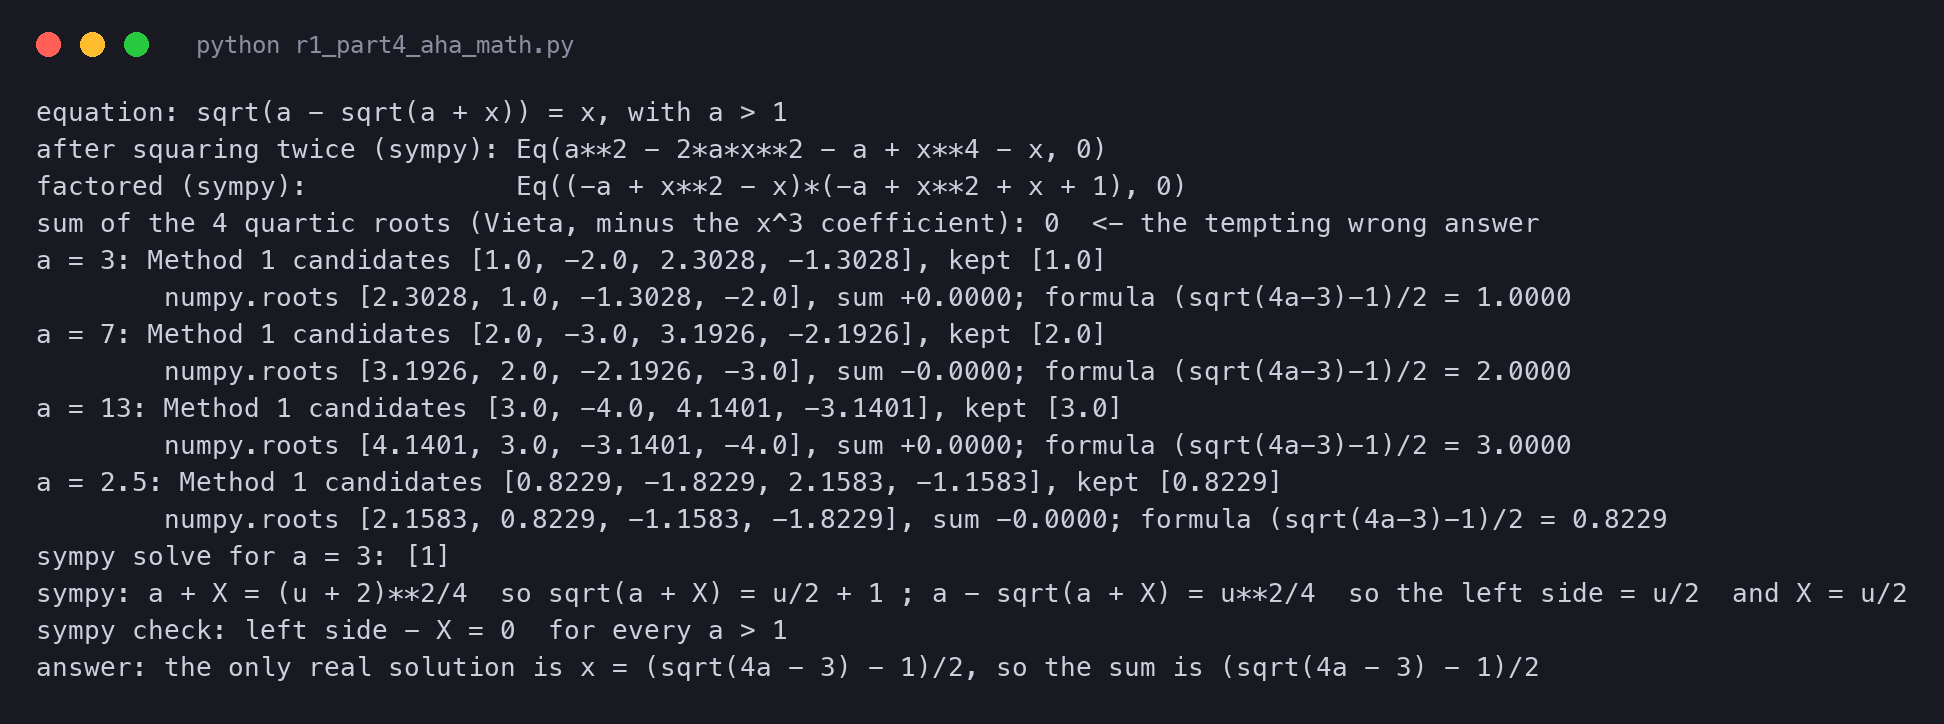 python r1_part4_aha_math.py
equation: sqrt(a − sqrt(a + x)) = x, with a > 1
after squaring twice (sympy): Eq(a**2 − 2*a*x**2 − a + x**4 − x, 0)
factored (sympy):             Eq((−a + x**2 − x)*(−a + x**2 + x + 1), 0)
sum of the 4 quartic roots (Vieta, minus the x^3 coefficient): 0  <− the tempting wrong answer
a = 3: Method 1 candidates [1.0, −2.0, 2.3028, −1.3028], kept [1.0]
        numpy.roots [2.3028, 1.0, −1.3028, −2.0], sum +0.0000; formula (sqrt(4a−3)−1)/2 = 1.0000
a = 7: Method 1 candidates [2.0, −3.0, 3.1926, −2.1926], kept [2.0]
        numpy.roots [3.1926, 2.0, −2.1926, −3.0], sum −0.0000; formula (sqrt(4a−3)−1)/2 = 2.0000
a = 13: Method 1 candidates [3.0, −4.0, 4.1401, −3.1401], kept [3.0]
        numpy.roots [4.1401, 3.0, −3.1401, −4.0], sum +0.0000; formula (sqrt(4a−3)−1)/2 = 3.0000
a = 2.5: Method 1 candidates [0.8229, −1.8229, 2.1583, −1.1583], kept [0.8229]
        numpy.roots [2.1583, 0.8229, −1.1583, −1.8229], sum −0.0000; formula (sqrt(4a−3)−1)/2 = 0.8229
sympy solve for a = 3: [1]
sympy: a + X = (u + 2)**2/4  so sqrt(a + X) = u/2 + 1 ; a − sqrt(a + X) = u**2/4  so the left side = u/2  and X = u/2
sympy check: left side − X = 0  for every a > 1
answer: the only real solution is x = (sqrt(4a − 3) − 1)/2, so the sum is (sqrt(4a − 3) − 1)/2